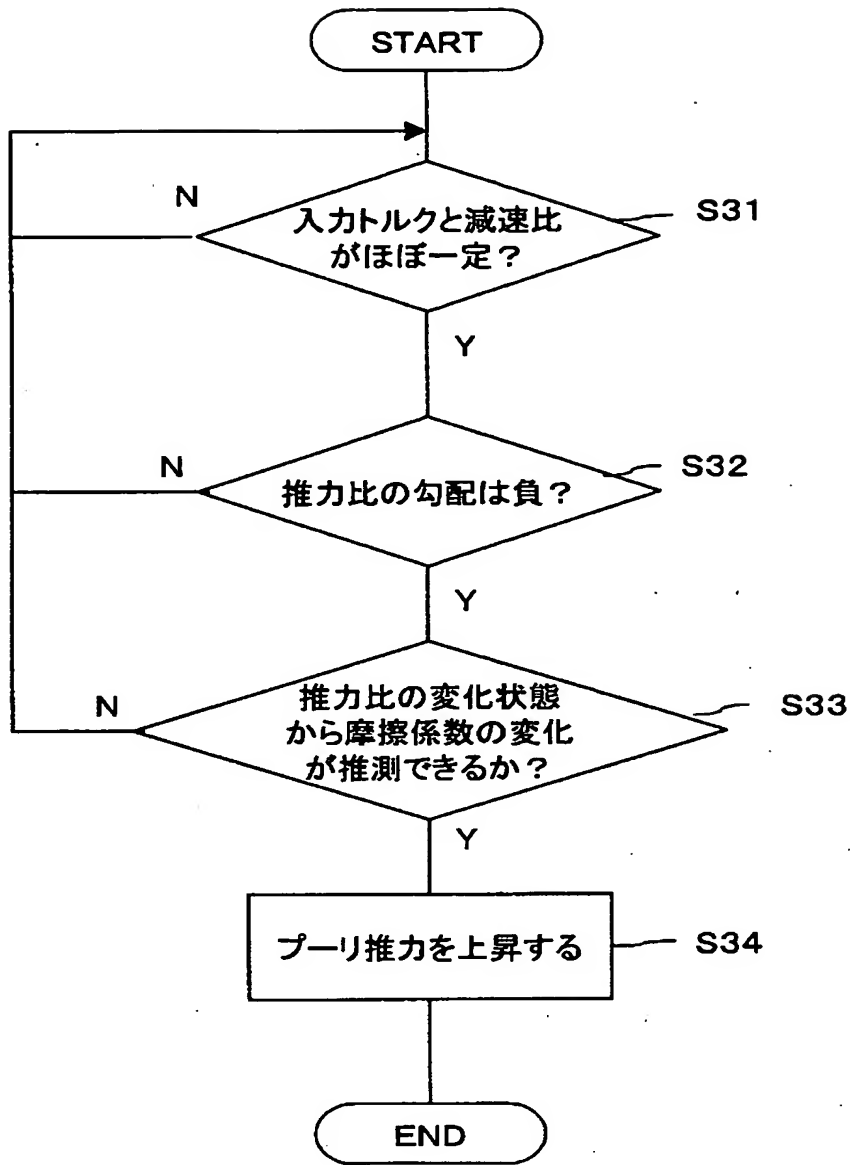 START
N
入力トルクと減速比
がほぼ一定？
S31
Y
N
推力比の勾配は負？
S32
Y
N
推力比の変化状態
から摩擦係数の変化
が推測できるか？
S33
Y
プーリ推力を上昇する
S34
END